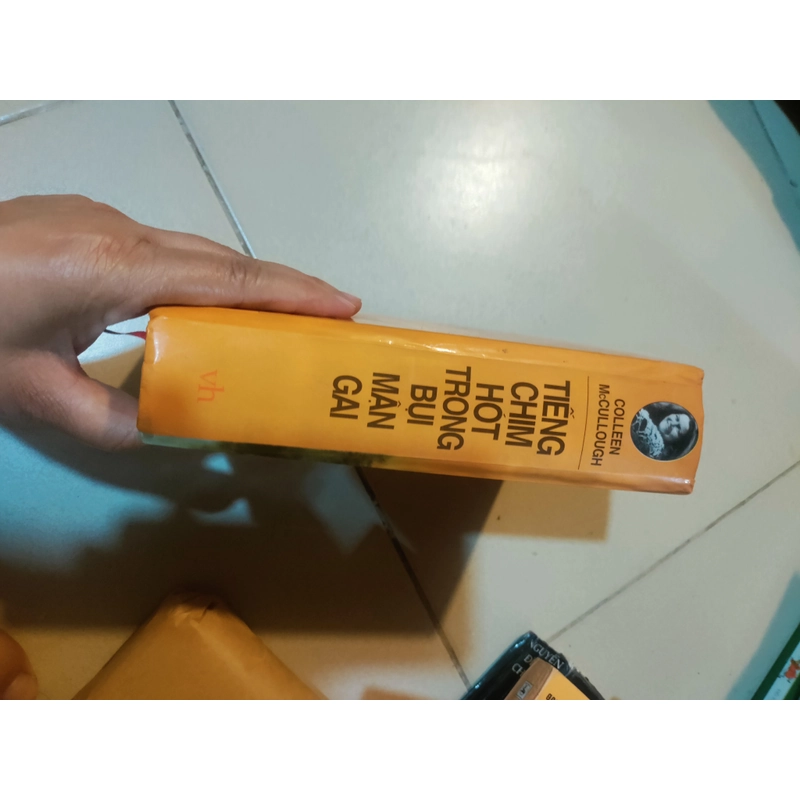 COLLEEN
McCULLOUGH
TIẾNG
CHIM
HÓT
TRONG
BỤI
MẬN
GAI
vh
NGUYỄN